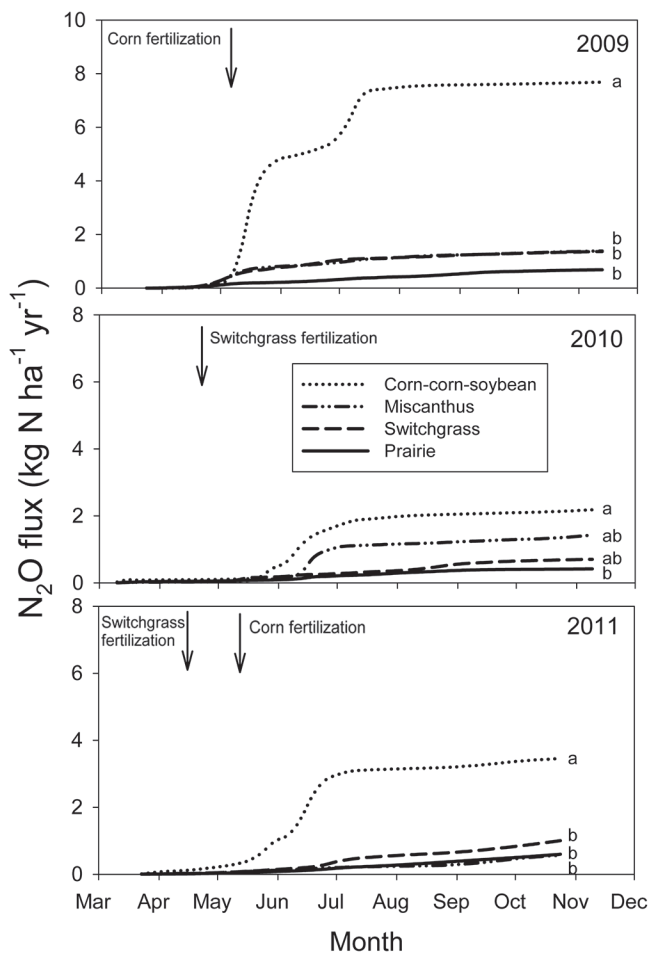 N₂O flux (kg N ha⁻¹ yr⁻¹)
10
8
6
4
2
0
Corn fertilization
2009
a
b
b
b
8
6
4
2
0
Switchgrass fertilization
2010
Corn-corn-soybean
Miscanthus
Switchgrass
Prairie
a
ab
ab
b
8
6
4
2
0
Switchgrass
fertilization
Corn fertilization
2011
a
b
b
b
Mar Apr May Jun Jul Aug Sep Oct Nov Dec
Month